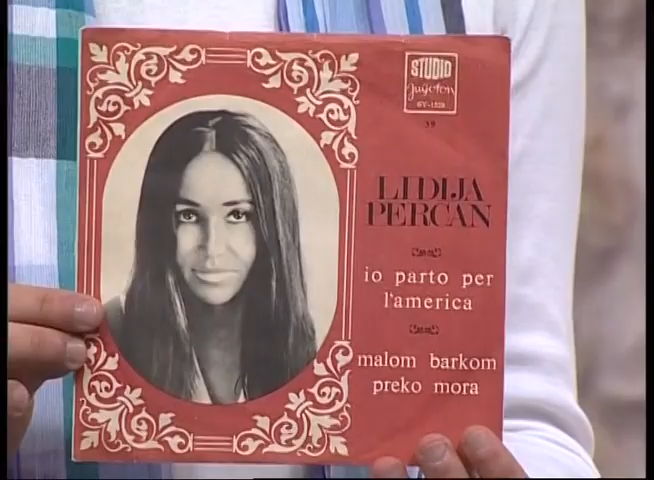 STUDIO
Jugoton
LIDIJA
PERCAN
io parto per
l'america
malom barkom
preko mora